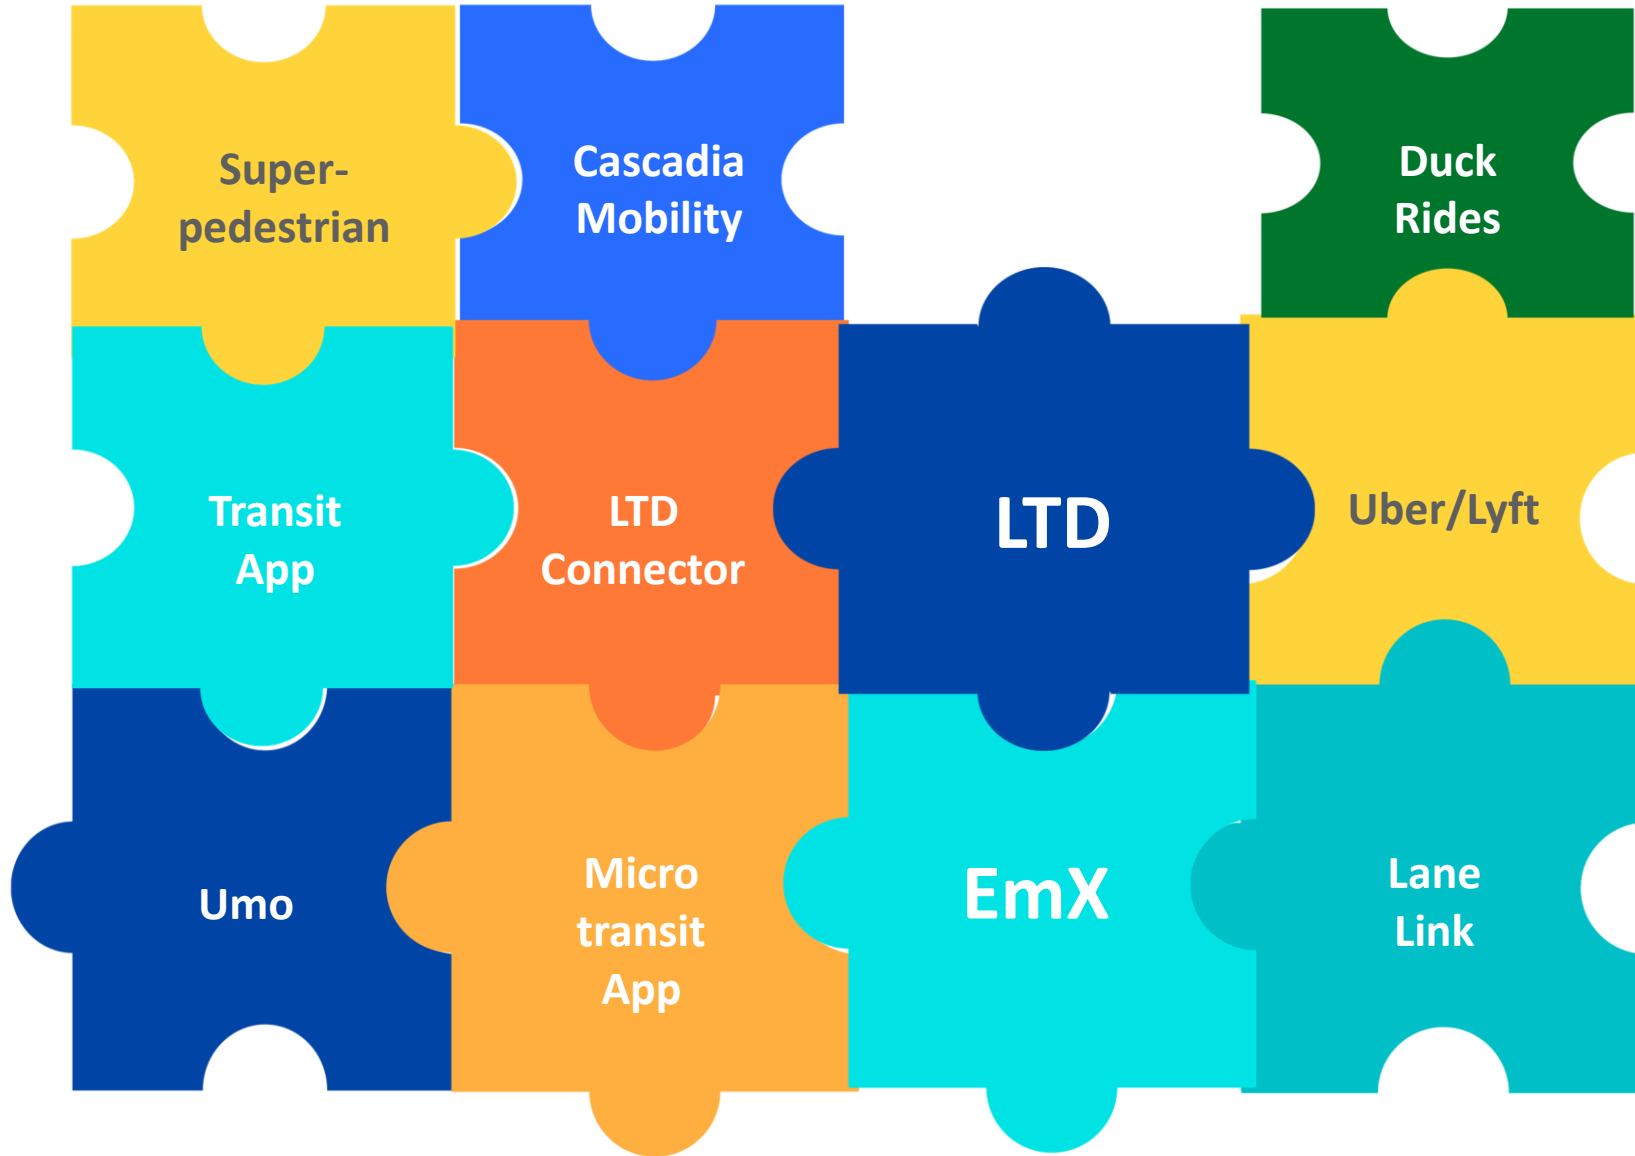 Super-
pedestrian
Cascadia
Mobility
Duck
Rides
Transit
App
LTD
Connector
LTD
Uber/Lyft
Umo
Micro
transit
App
EmX
Lane
Link